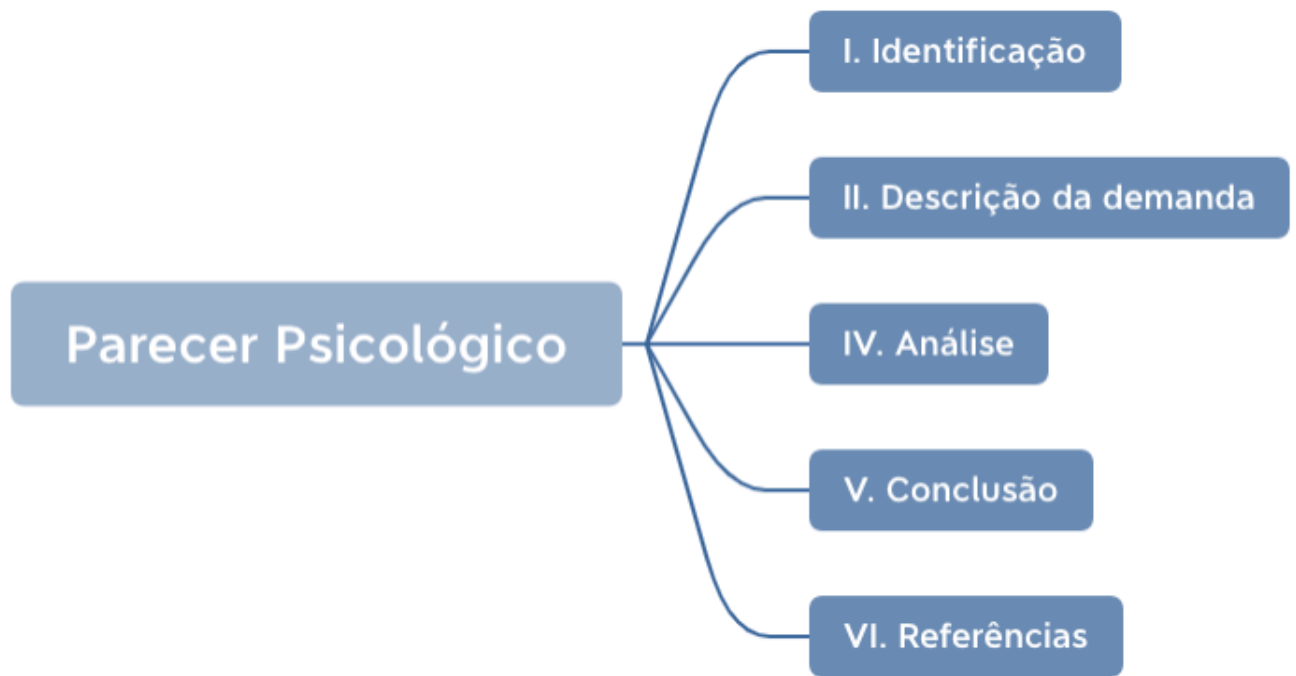 Parecer Psicológico
I. Identificação
II. Descrição da demanda
IV. Análise
V. Conclusão
VI. Referências